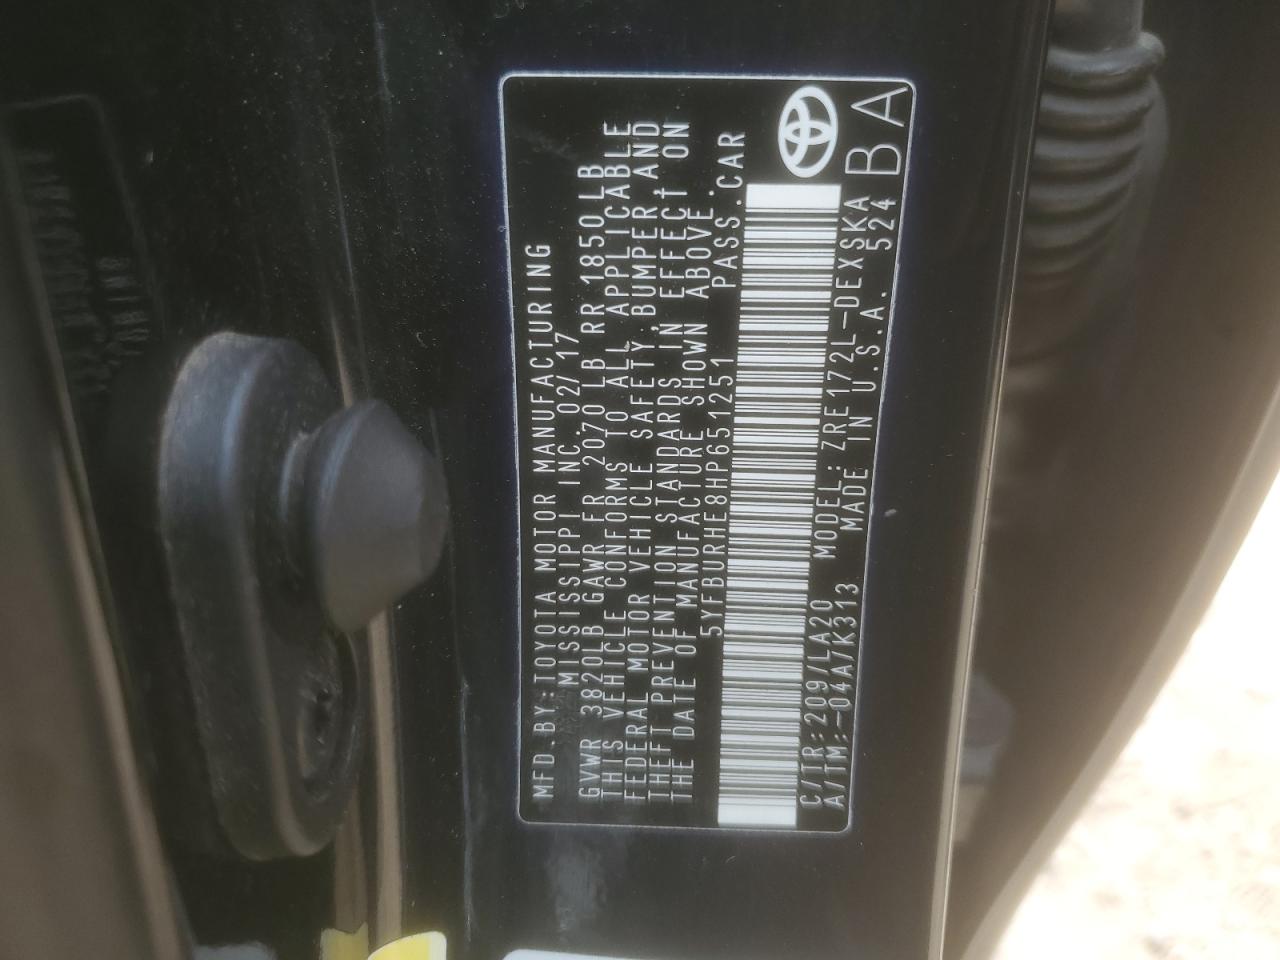 MFD.BY:TOYOTA MOTOR MANUFACTURING
MISSISSIPPI INC. 02/17
GVWR 3820LB GAWR FR 2070LB RR 1850LB
THIS VEHICLE CONFORMS TO ALL APPLICABLE
FEDERAL MOTOR VEHICLE SAFETY, BUMPER, AND
THEFT PREVENTION STANDARDS IN EFFECT ON
THE DATE OF MANUFACTURE SHOWN ABOVE.
5YFBURHE8HP651251 PASS.CAR
C/TR:209/LA20 MODEL:ZRE172L-DEXSKA
A/TM:-04A/K313 MADE IN U.S.A. 524 BA